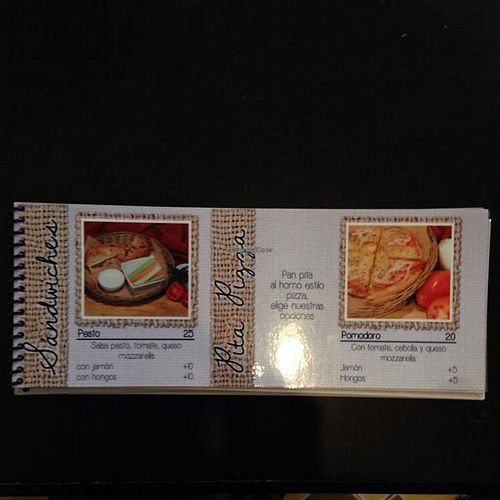 Sandwiches
Pesto 25
Salsa pesto, tomate, queso
mozzarella
con jamón +10
con hongos +10
Pita Pizza
Pan pita
al horno estilo
pizza,
elige nuestras
opciones
Pomodoro 20
Con tomate, cebolla y queso
mozzarella
Jamón +5
Hongos +5